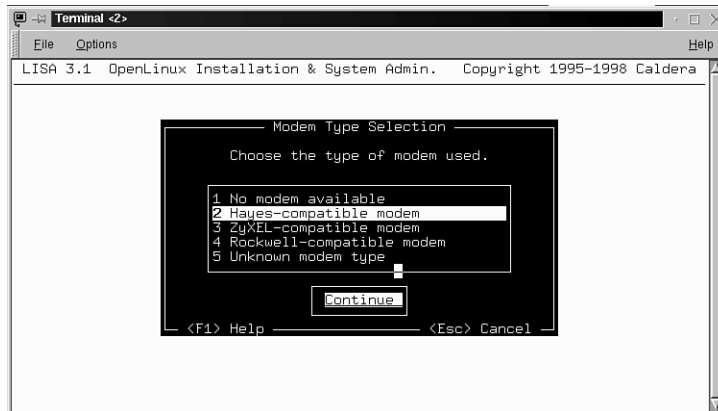 Terminal <2>
File Options Help
LISA 3.1 OpenLinux Installation & System Admin. Copyright 1995-1998 Caldera
Modem Type Selection
Choose the type of modem used.
1 No modem available
2 Hayes-compatible modem
3 ZyXEL-compatible modem
4 Rockwell-compatible modem
5 Unknown modem type
Continue
<F1> Help <Esc> Cancel